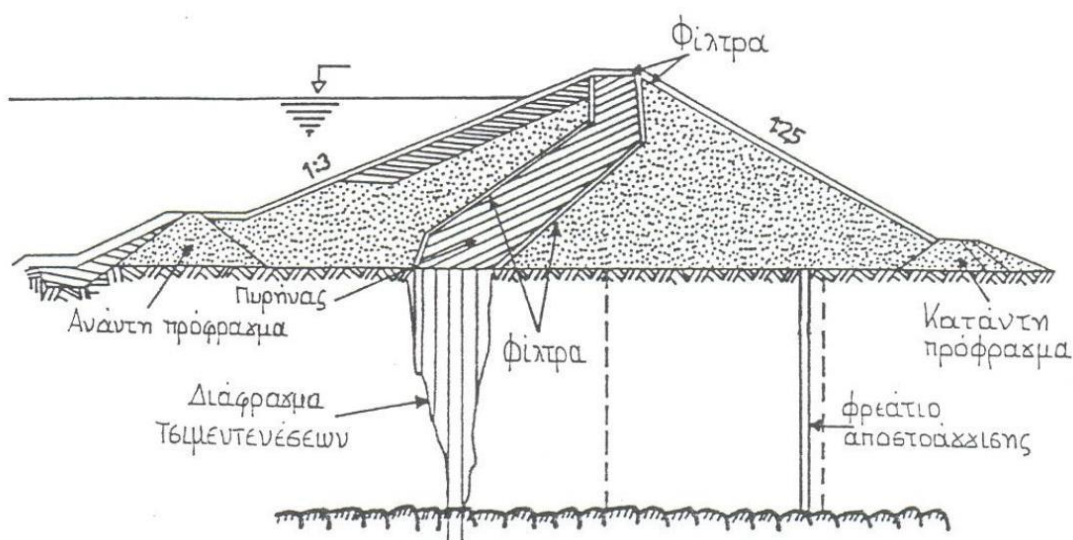 Φίλτρα
1:3
1:2,5
Πυρήνας
Ανάντη πρόφραγμα
Φίλτρα
Κατάντη
πρόφραγμα
Διάφραγμα
Τσιμεντενέσεων
φρεάτιο
αποστράγγισης